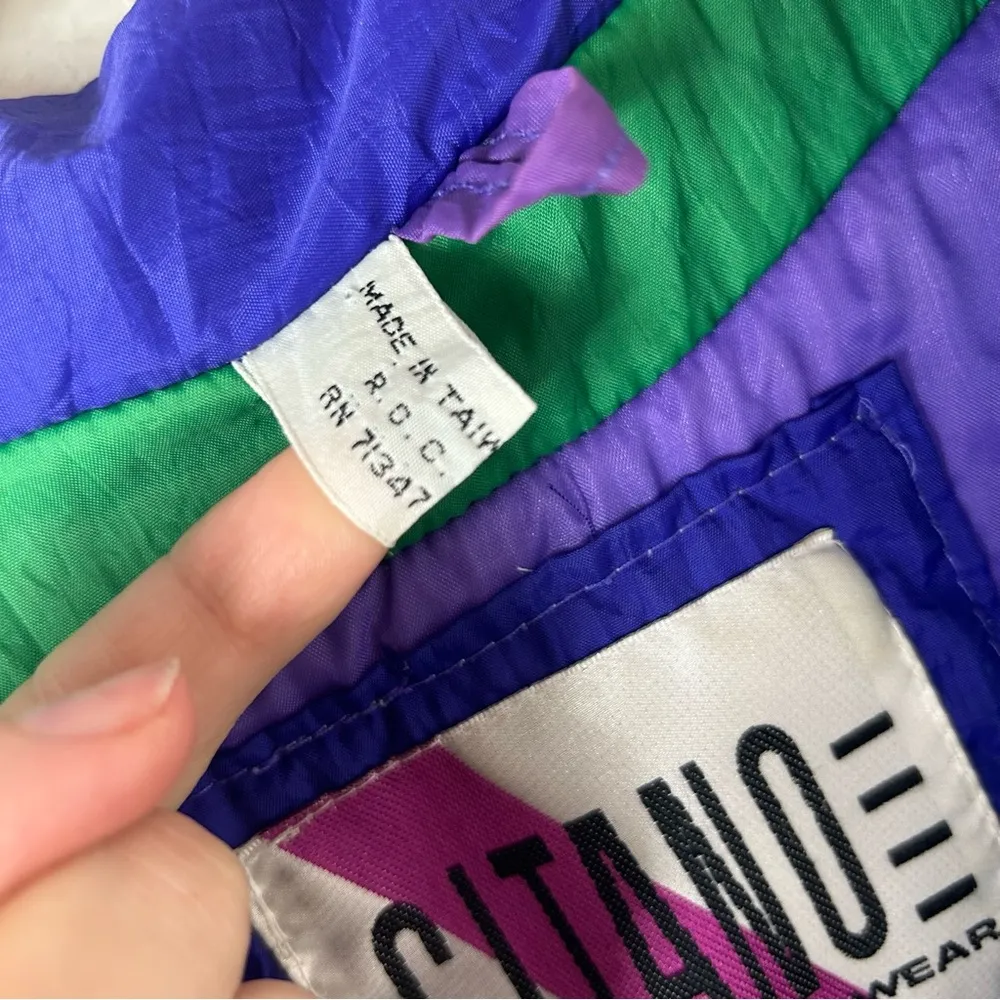 MADE IN TAIW
R.O.C.
RN 71347
GITANO
WEAR